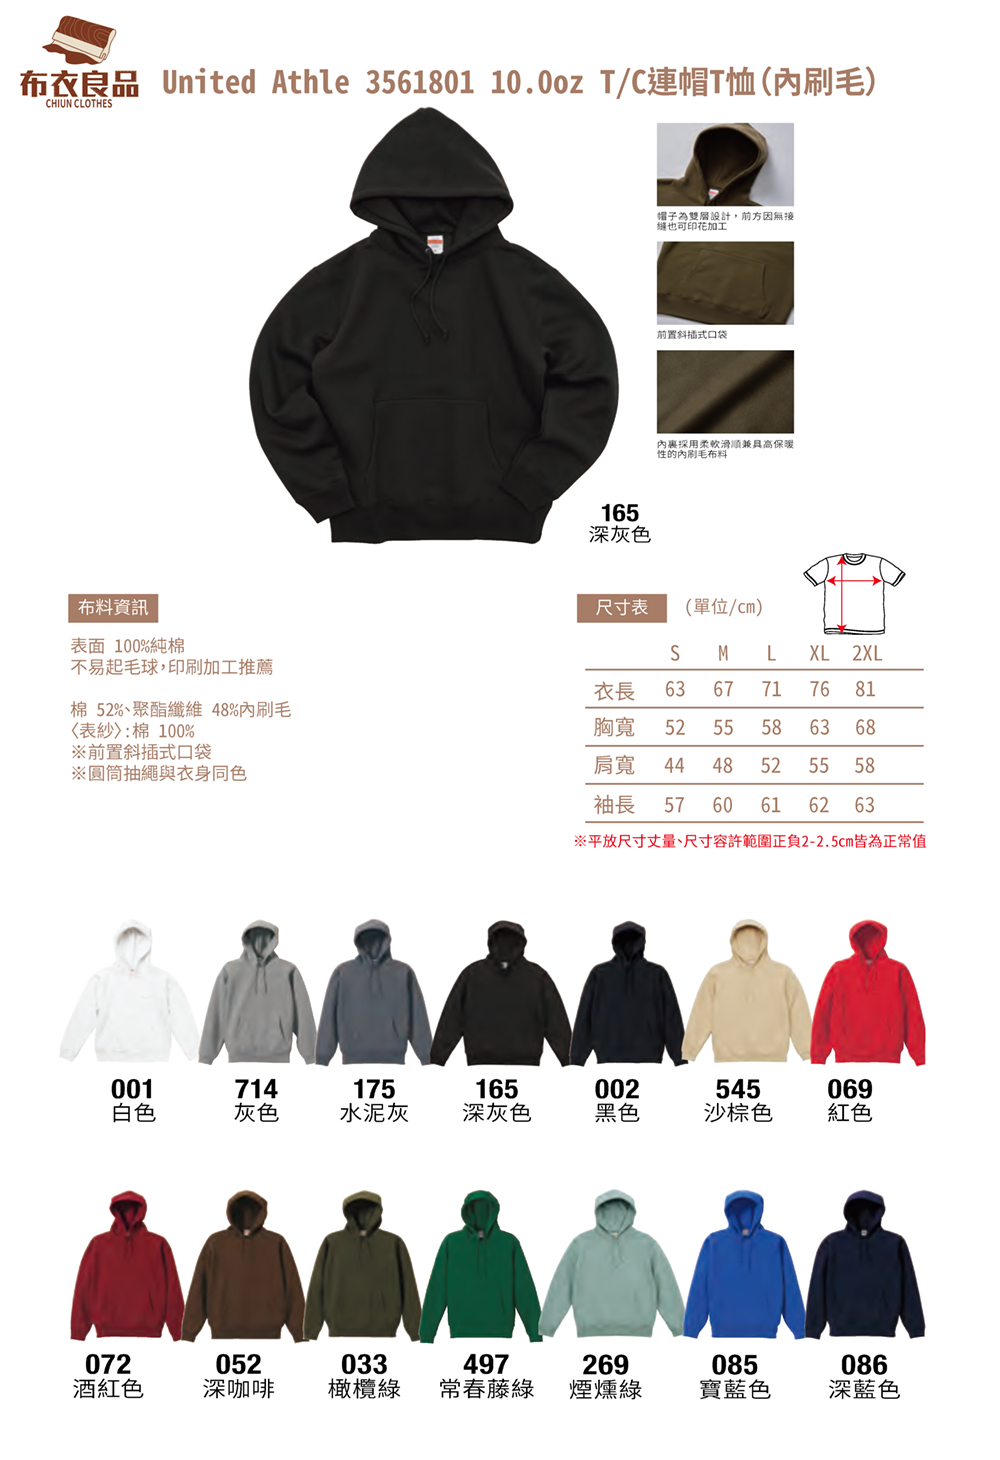 布衣良品
CHIUN CLOTHES
United Athle 3561801 10.0oz T/C連帽T恤(內刷毛)
帽子為雙層設計，前方因無接
縫也可印花加工
前置斜插式口袋
內裏採用柔軟滑順兼具高保暖
性的內刷毛布料
165
深灰色
布料資訊
表面 100%純棉
不易起毛球，印刷加工推薦
棉 52%、聚酯纖維 48%內刷毛
〈表紗〉:棉 100%
※前置斜插式口袋
※圓筒抽繩與衣身同色
尺寸表 (單位/cm)
S M L XL 2XL
衣長 63 67 71 76 81
胸寬 52 55 58 63 68
肩寬 44 48 52 55 58
袖長 57 60 61 62 63
※平放尺寸丈量、尺寸容許範圍正負2-2.5cm皆為正常值
001 714 175 165 002 545 069
白色 灰色 水泥灰 深灰色 黑色 沙棕色 紅色
072 052 033 497 269 085 086
酒紅色 深咖啡 橄欖綠 常春藤綠 煙燻綠 寶藍色 深藍色